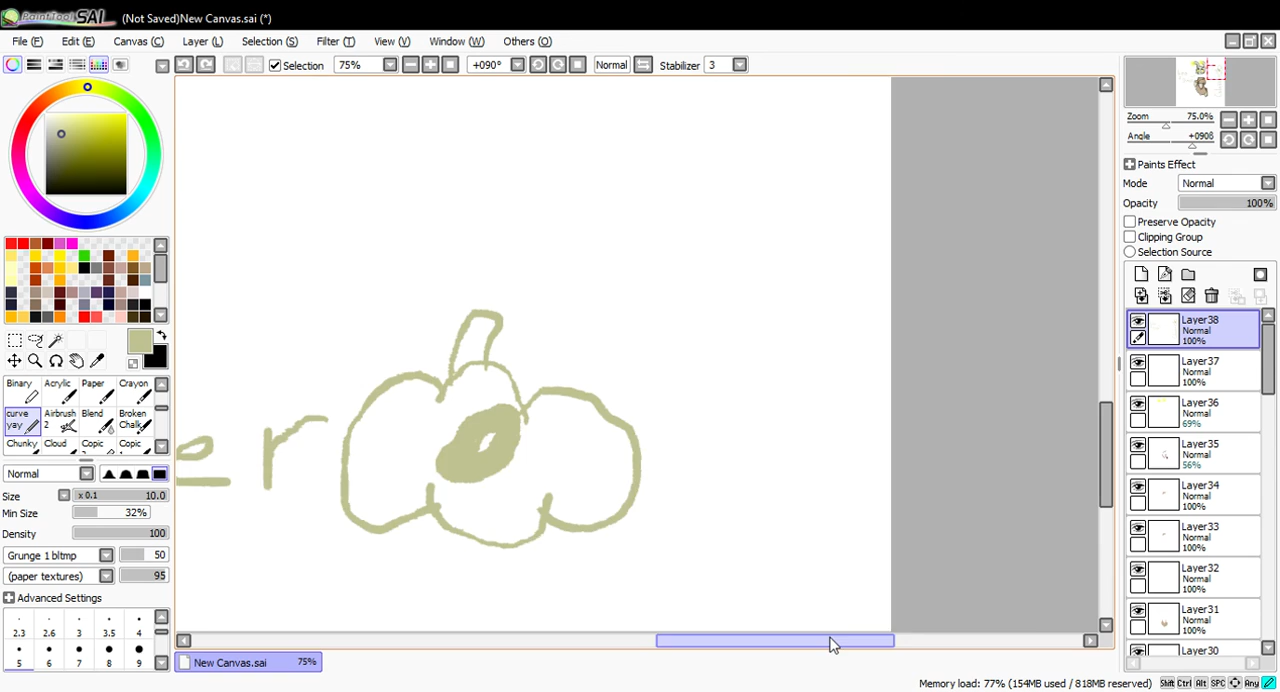 PaintTool SAI (Not Saved)New Canvas.sai (*)
File (F) Edit (E) Canvas (C) Layer (L) Selection (S) Filter (T) View (V) Window (W) Others (O)
Selection 75% +090° Normal Stabilizer 3
Zoom 75.0%
Angle +090ß
Paints Effect
Mode Normal
Opacity 100%
Preserve Opacity
Clipping Group
Selection Source
Layer38
Normal
100%
Layer37
Normal
100%
Layer36
Normal
69%
Layer35
Normal
56%
Layer34
Normal
100%
Layer33
Normal
100%
Layer32
Normal
100%
Layer31
Normal
100%
Layer30
Binary Acrylic Paper Crayon
curve yay Airbrush 2 Blend Broken Chalk
Chunky Cloud Copic Copic
Normal
Size x 0.1 10.0
Min Size 32%
Density 100
Grunge 1 bltmp 50
(paper textures) 95
Advanced Settings
2.3 2.6 3 3.5 4
5 6 7 8 9
er
New Canvas.sai 75%
Memory load: 77% (154MB used / 818MB reserved) Shift Ctrl Alt SPC Any